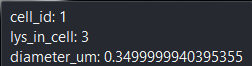 cell_id: 1
lys_in_cell: 3
diameter_um: 0.3499999940395355